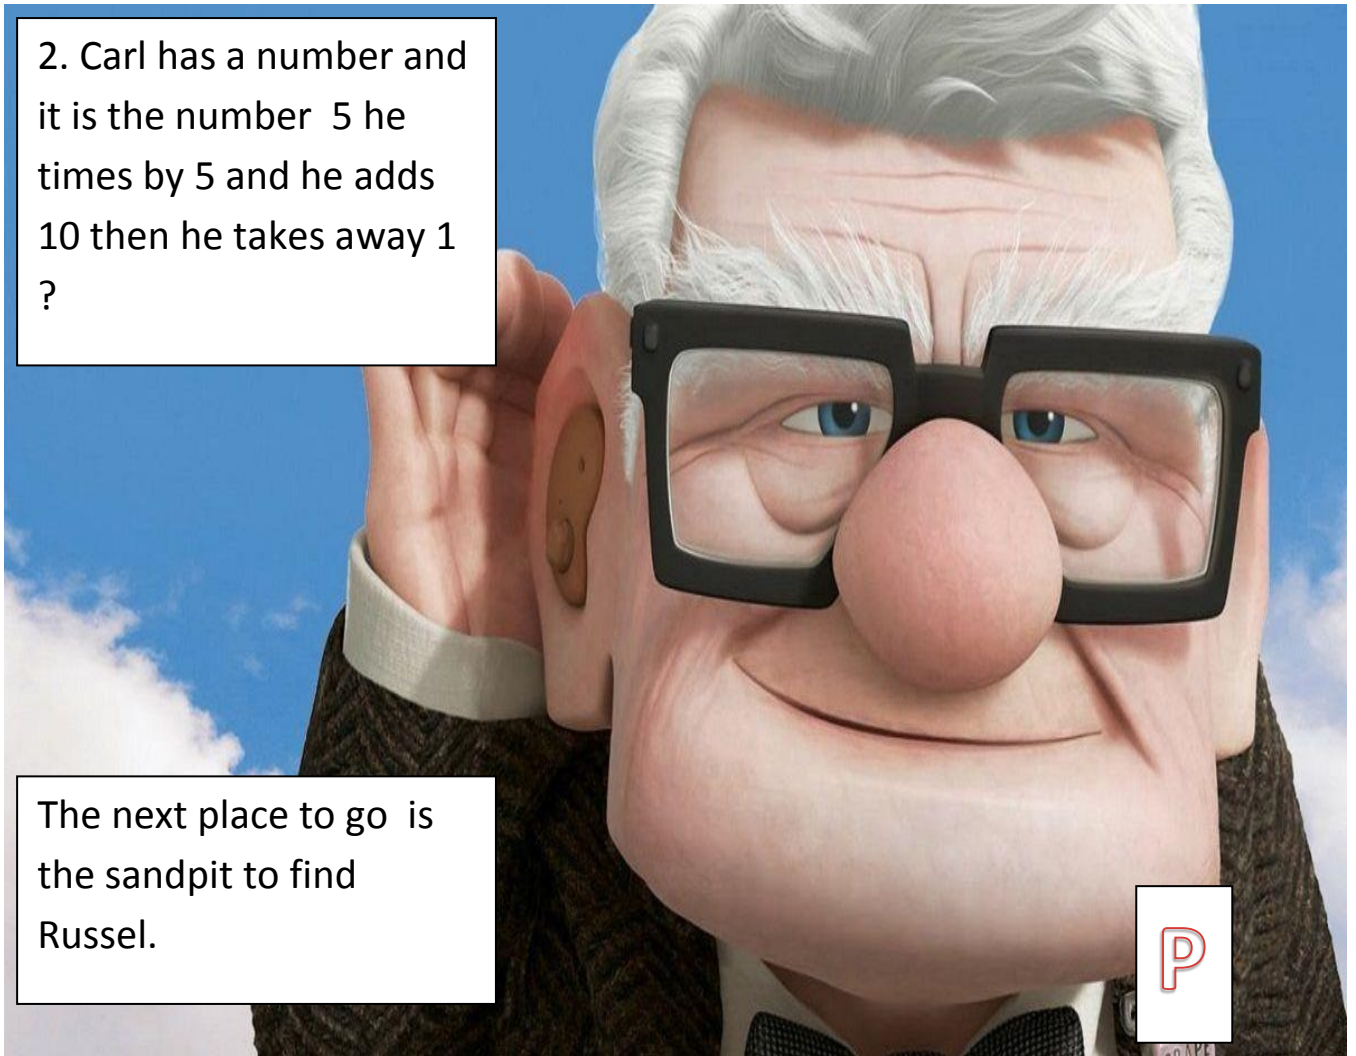 2. Carl has a number and
it is the number  5 he
times by 5 and he adds
10 then he takes away 1
?
The next place to go  is
the sandpit to find
Russel.
P